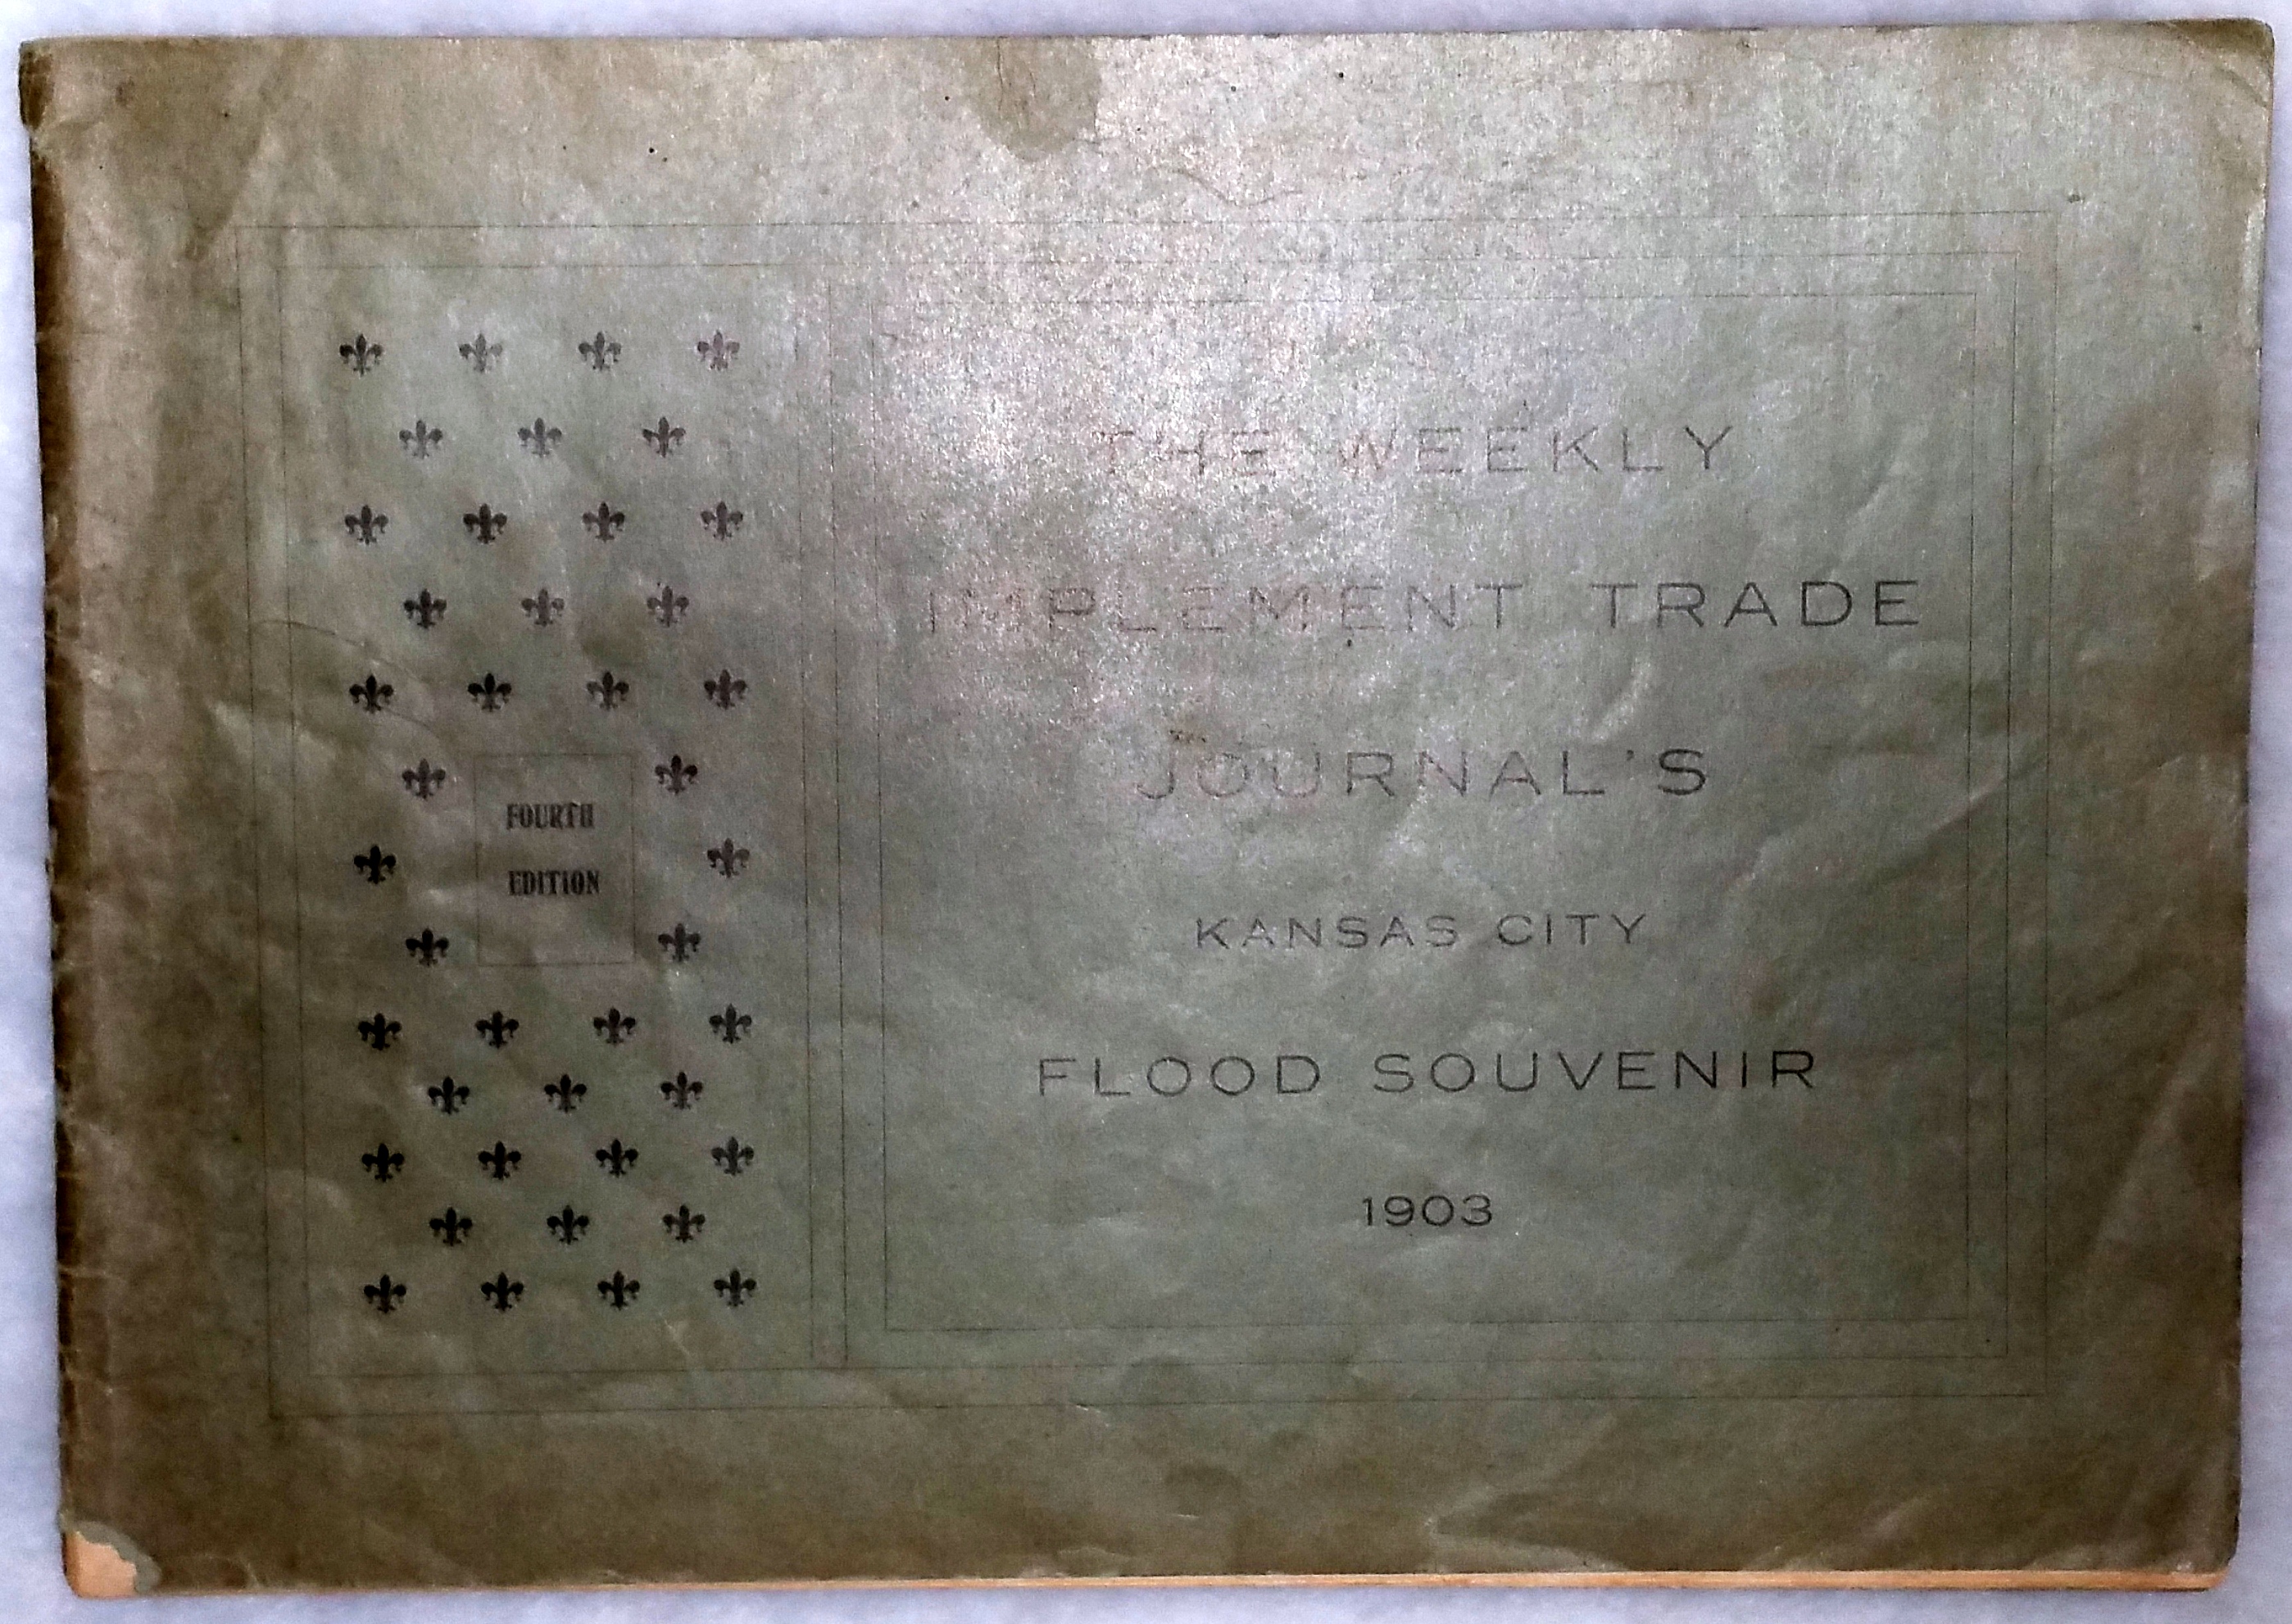 FOURTH
EDITION
THE WEEKLY
IMPLEMENT TRADE
JOURNAL'S
KANSAS CITY
FLOOD SOUVENIR
1903